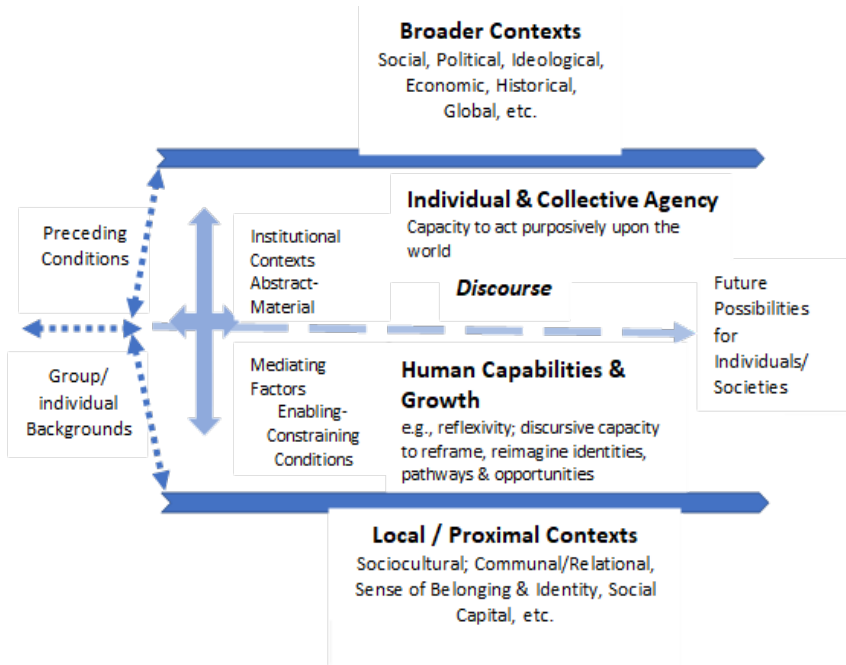 Broader Contexts
Social, Political, Ideological,
Economic, Historical,
Global, etc.
Preceding
Conditions
Group/
individual
Backgrounds
Institutional
Contexts
Abstract-
Material
Individual & Collective Agency
Capacity to act purposively upon the
world
Discourse
Mediating
Factors
Enabling-
Constraining
Conditions
Human Capabilities &
Growth
e.g., reflexivity; discursive capacity
to reframe, reimagine identities,
pathways & opportunities
Future
Possibilities
for
Individuals/
Societies
Local / Proximal Contexts
Sociocultural; Communal/Relational,
Sense of Belonging & Identity, Social
Capital, etc.